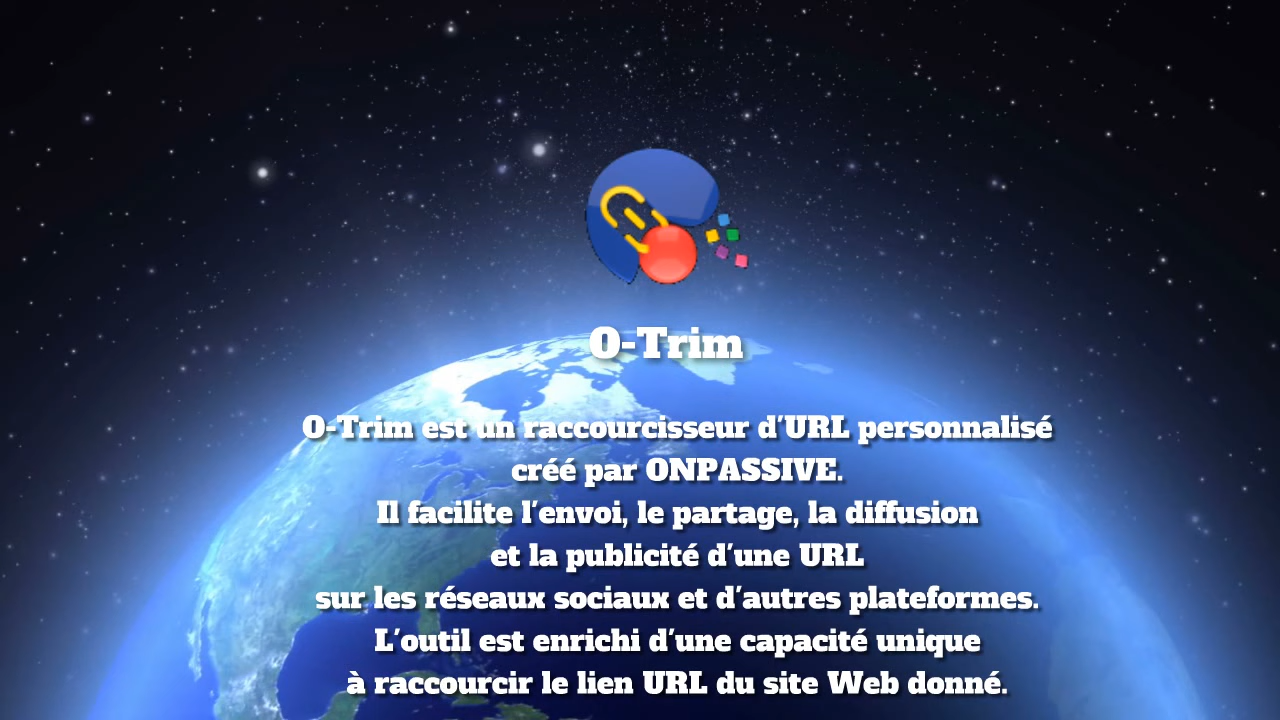 O-Trim
O-Trim est un raccourcisseur d'URL personnalisé
créé par ONPASSIVE.
Il facilite l'envoi, le partage, la diffusion
et la publicité d'une URL
sur les réseaux sociaux et d'autres plateformes.
L'outil est enrichi d'une capacité unique
à raccourcir le lien URL du site Web donné.